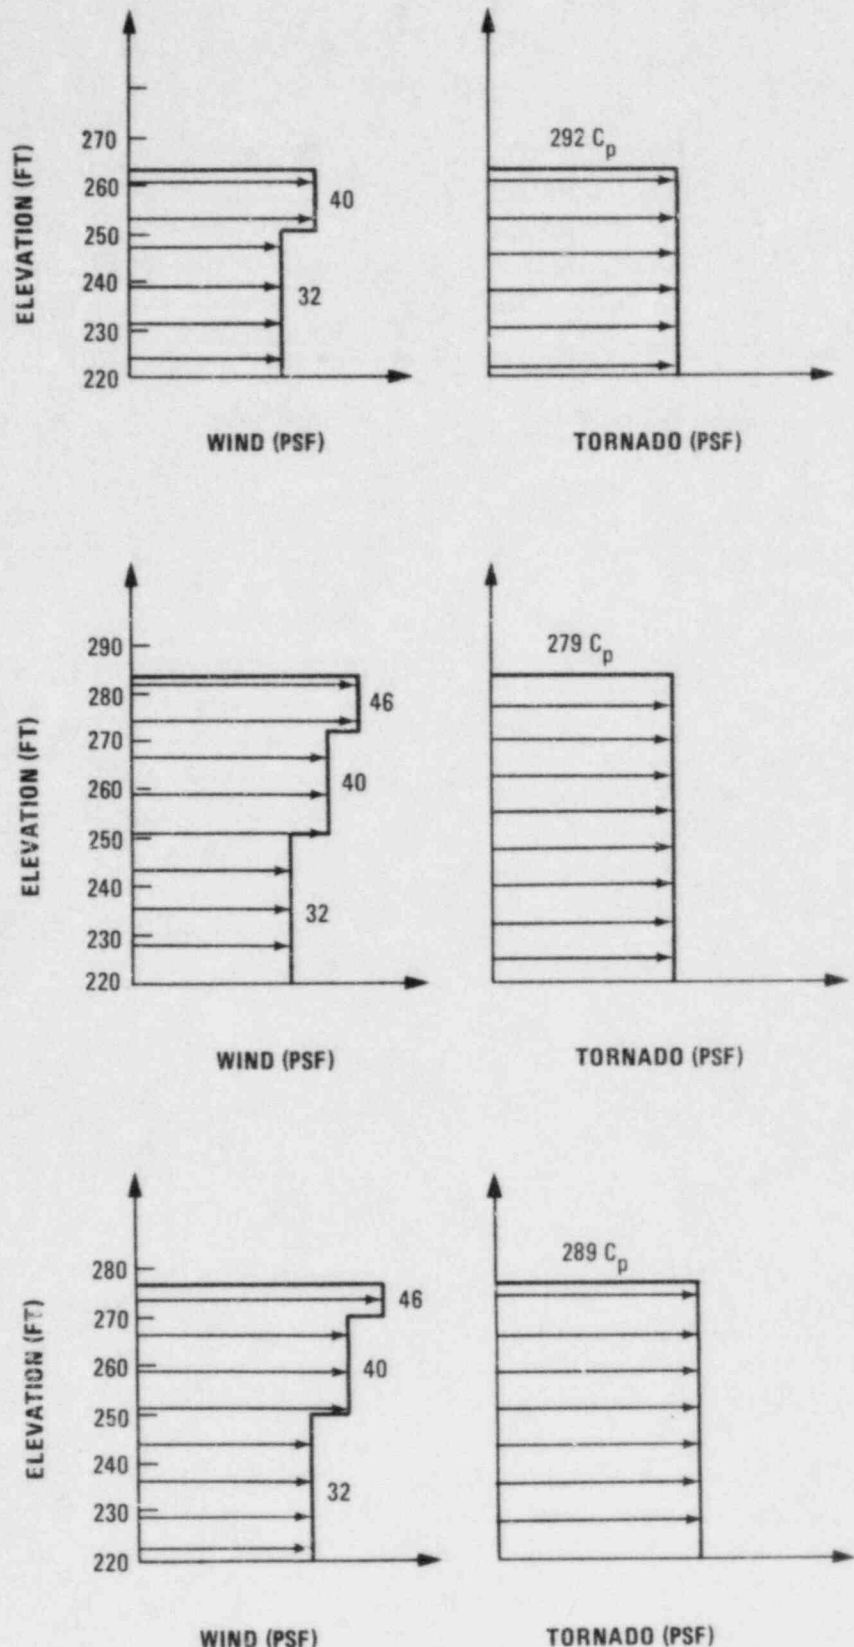 ELEVATION (FT)
270
260
250
240
230
220
40
32
WIND (PSF)
292 Cp
TORNADO (PSF)
ELEVATION (FT)
290
280
270
260
250
240
230
220
46
40
32
WIND (PSF)
279 Cp
TORNADO (PSF)
ELEVATION (FT)
280
270
260
250
240
230
220
46
40
32
WIND (PSF)
289 Cp
TORNADO (PSF)